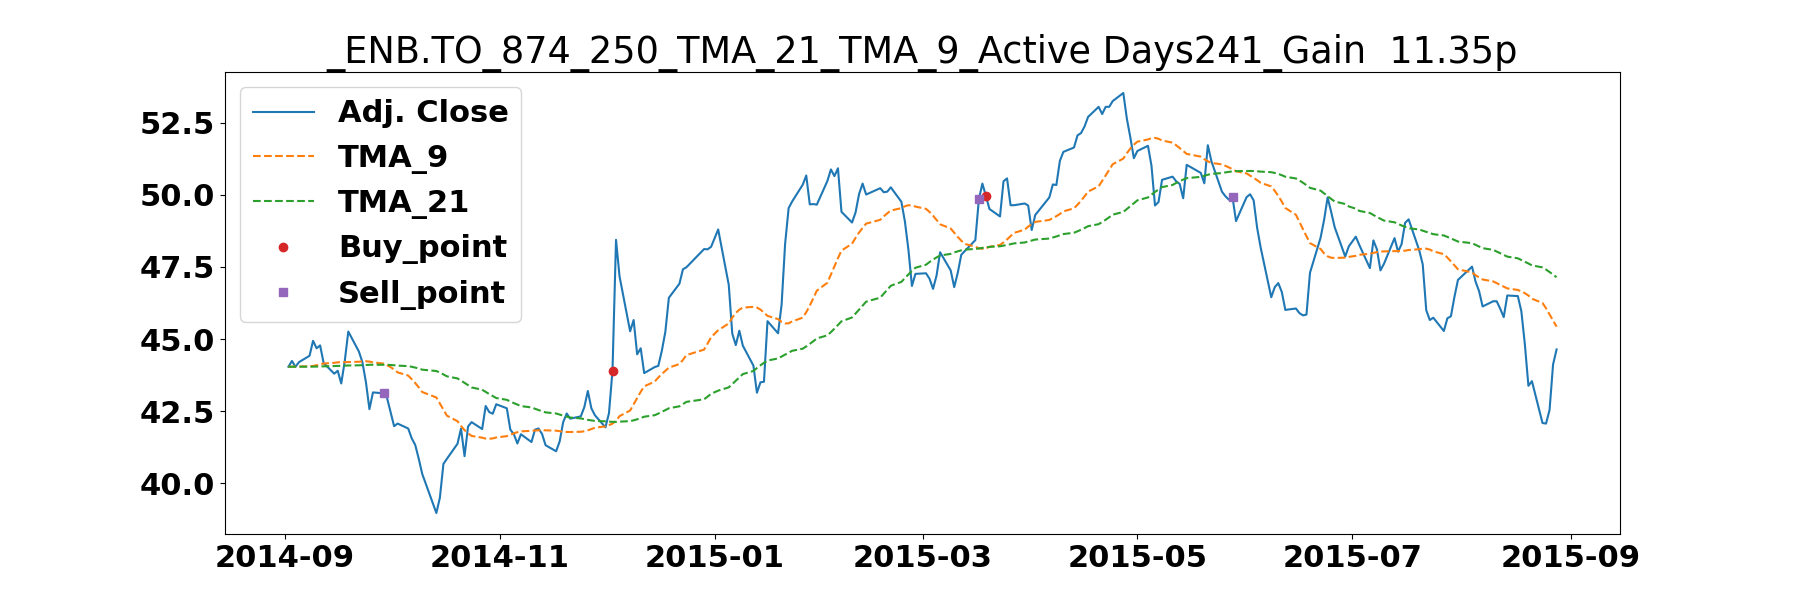 _ENB.TO_874_250_TMA_21_TMA_9_Active Days241_Gain  11.35p
Adj. Close
TMA_9
TMA_21
Buy_point
Sell_point
52.5
50.0
47.5
45.0
42.5
40.0
2014-09 2014-11 2015-01 2015-03 2015-05 2015-07 2015-09